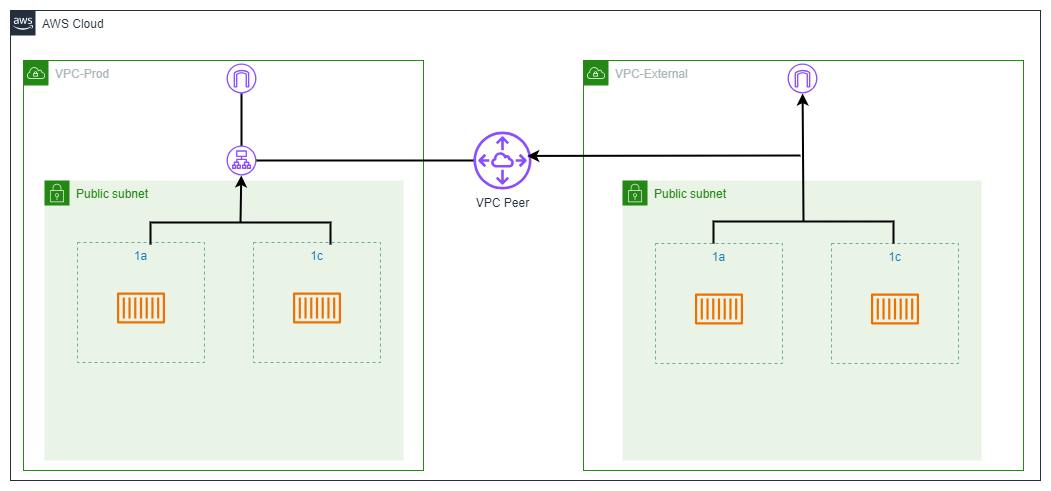 aws
AWS Cloud
VPC-Prod
VPC-External
Public subnet
Public subnet
VPC Peer
1a
1c
1a
1c